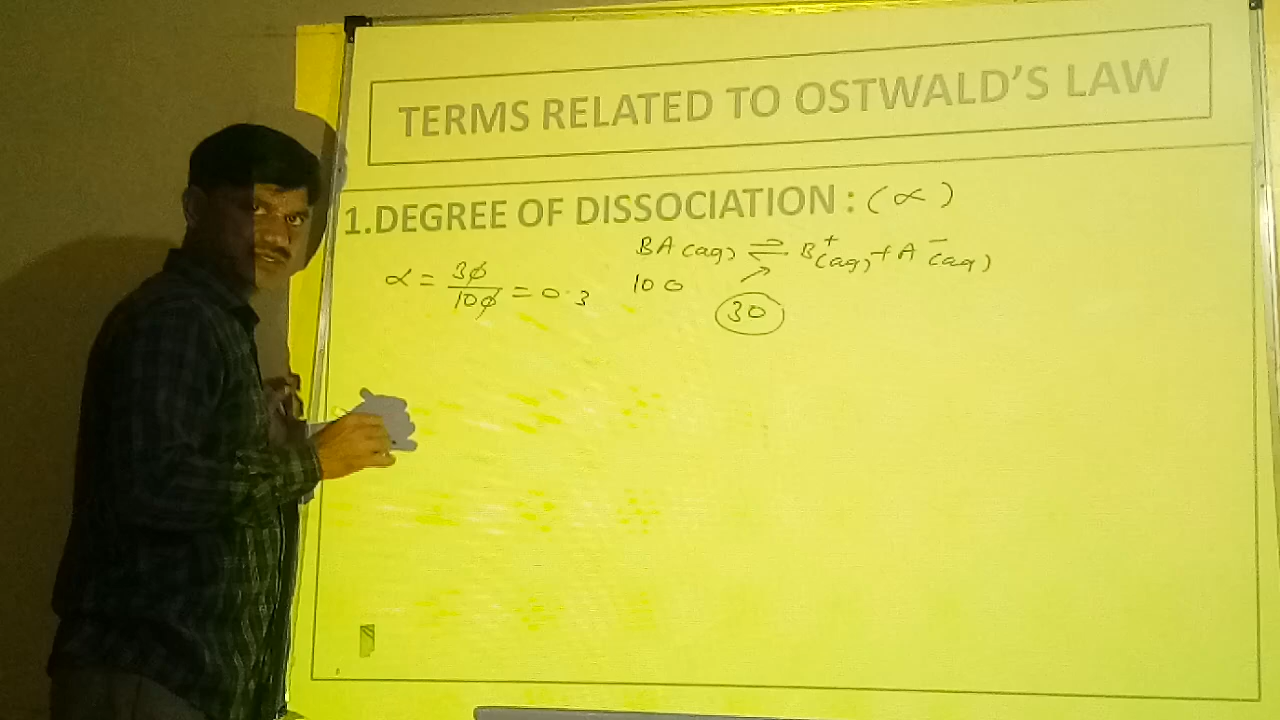 TERMS RELATED TO OSTWALD'S LAW
1.DEGREE OF DISSOCIATION : (α)
BA (aq) ⇌ B⁺(aq) + A⁻(aq)
α = 30/100 = 0.3
100
30